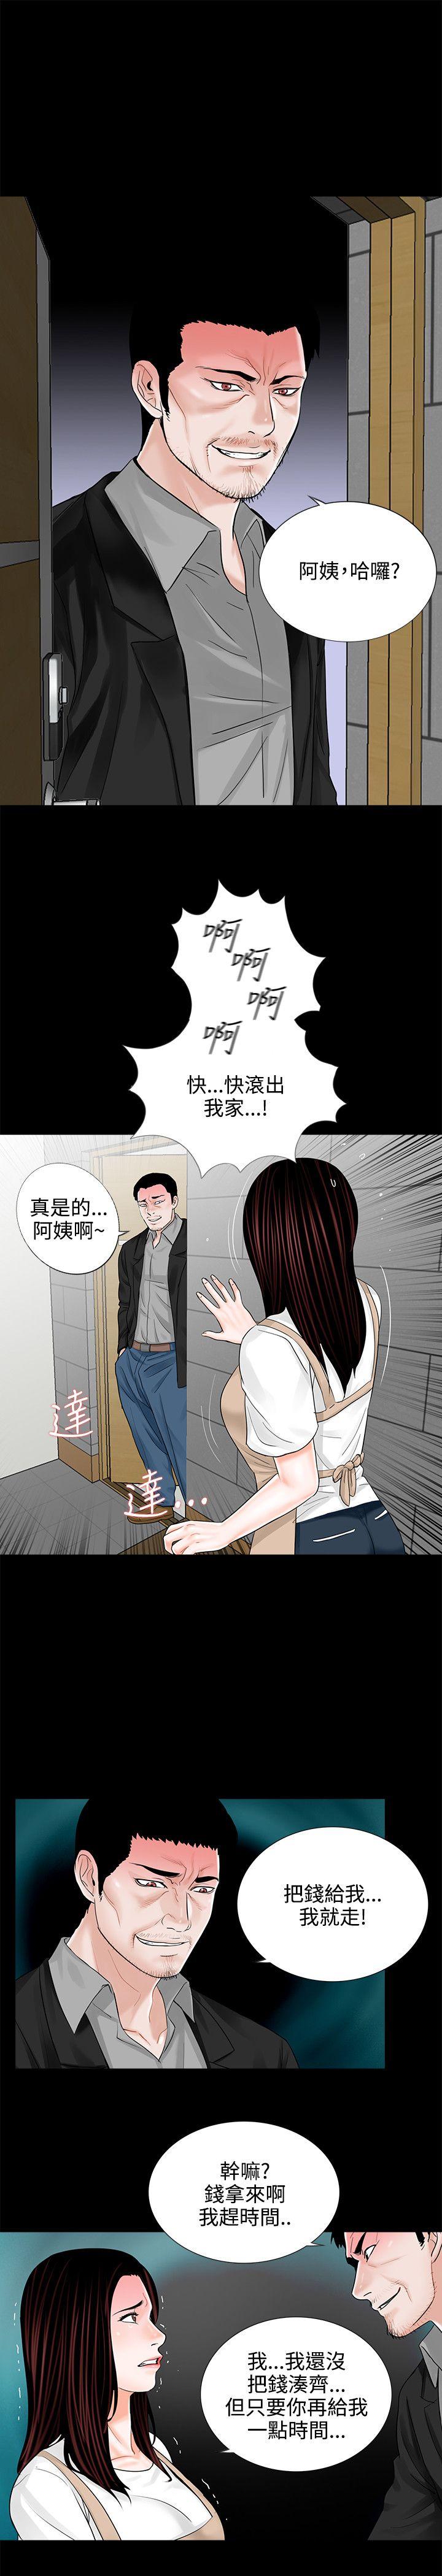 阿姨，哈囉?
啊
啊
啊
啊
快...快滾出
我家...!
真是的...
阿姨啊~
達
達...
把錢給我...
我就走!
幹嘛?
錢拿來啊
我趕時間..
我...我還沒
把錢湊齊...
但只要你再給我
一點時間...